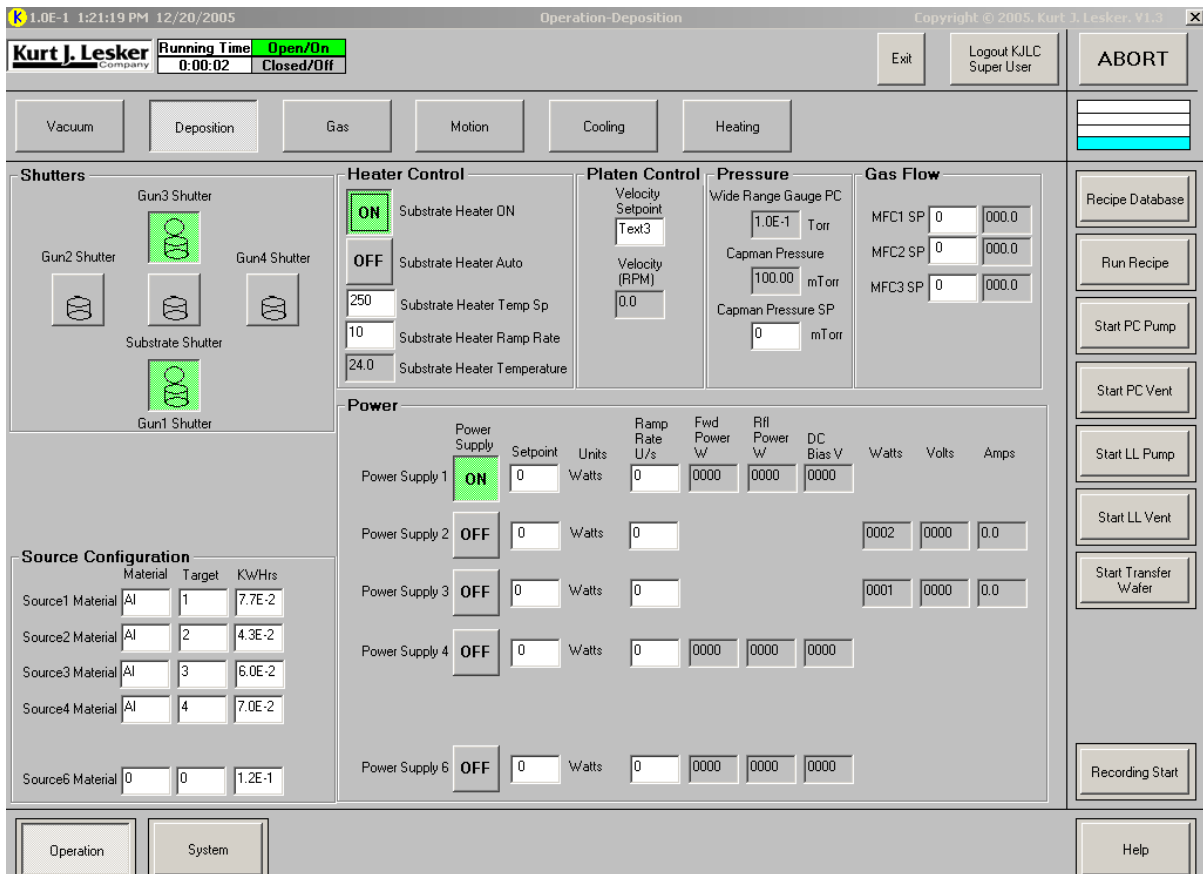 1.0E-1 1:21:19 PM 12/20/2005 Operation-Deposition Copyright © 2005. Kurt J. Lesker. V1.3 X
K
Kurt J. Lesker
Company
Running Time Open/On
0:00:02 Closed/Off
Exit
Logout KJLC
Super User
ABORT
Vacuum Deposition Gas Motion Cooling Heating
Shutters
Gun3 Shutter
Gun2 Shutter Gun4 Shutter
Substrate Shutter
Gun1 Shutter
Heater Control
ON Substrate Heater ON
OFF Substrate Heater Auto
250 Substrate Heater Temp Sp
10 Substrate Heater Ramp Rate
24.0 Substrate Heater Temperature
Platen Control
Velocity
Setpoint
Text3
Velocity
(RPM)
0.0
Pressure
Wide Range Gauge PC
1.0E-1 Torr
Capman Pressure
100.00 mTorr
Capman Pressure SP
0 mTorr
Gas Flow
MFC1 SP 0 000.0
MFC2 SP 0 000.0
MFC3 SP 0 000.0
Power
Power
Supply Setpoint Units Ramp
Rate
U/s Fwd
Power
W Rfl
Power
W DC
Bias V Watts Volts Amps
Power Supply 1 ON 0 Watts 0 0000 0000 0000
Power Supply 2 OFF 0 Watts 0 0002 0000 0.0
Power Supply 3 OFF 0 Watts 0 0001 0000 0.0
Power Supply 4 OFF 0 Watts 0 0000 0000 0000
Power Supply 6 OFF 0 Watts 0 0000 0000 0000
Source Configuration
Material Target KWHrs
Source1 Material Al 1 7.7E-2
Source2 Material Al 2 4.3E-2
Source3 Material Al 3 6.0E-2
Source4 Material Al 4 7.0E-2
Source6 Material 0 0 1.2E-1
Recipe Database
Run Recipe
Start PC Pump
Start PC Vent
Start LL Pump
Start LL Vent
Start Transfer
Wafer
Recording Start
Operation System Help